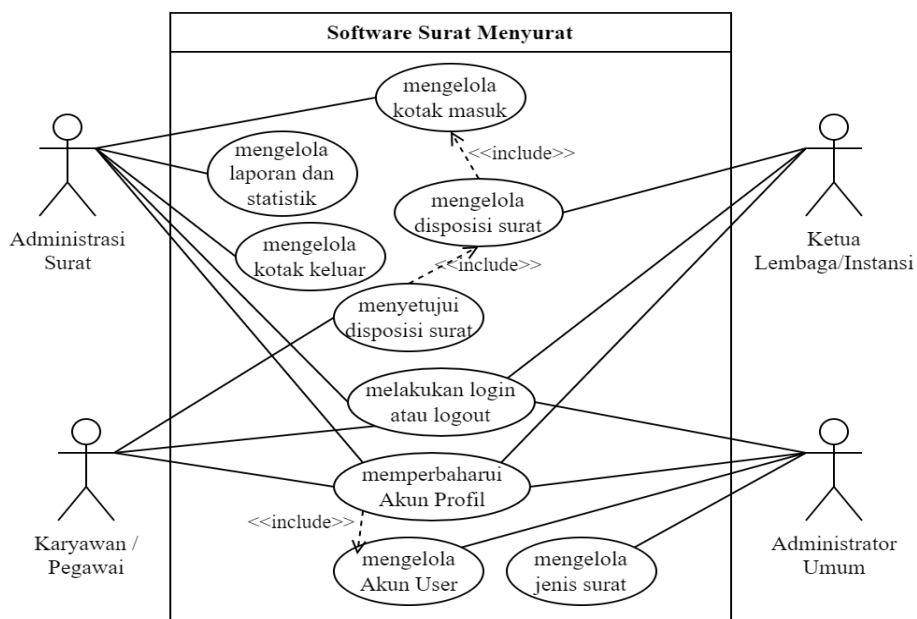 Software Surat Menyurat
mengelola
kotak masuk
<<include>>
mengelola
laporan dan
statistik
mengelola
disposisi surat
Administrasi
Surat
Ketua
Lembaga/Instansi
mengelola
kotak keluar
<<include>>
menyetujui
disposisi surat
melakukan login
atau logout
memperbaharui
Akun Profil
<<include>>
Karyawan /
Pegawai
mengelola
Akun User
mengelola
jenis surat
Administrator
Umum